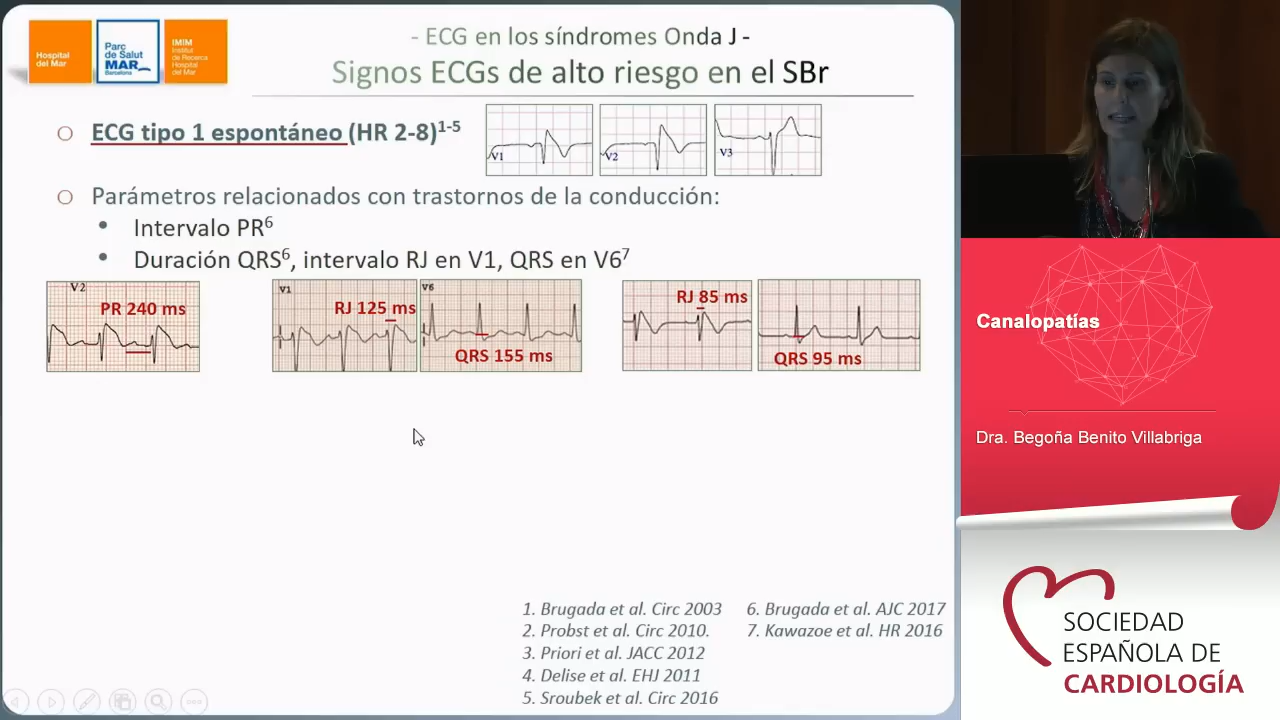 Hospital
del Mar
Parc
de Salut
MAR
Barcelona
IMIM
Institut
de Recerca
Hospital
del Mar
- ECG en los síndromes Onda J -
Signos ECGs de alto riesgo en el SBr
ECG tipo 1 espontáneo (HR 2-8)1-5
V1
V2
V3
Parámetros relacionados con trastornos de la conducción:
• Intervalo PR6
• Duración QRS6, intervalo RJ en V1, QRS en V67
V2
PR 240 ms
V1
RJ 125 ms
V6
QRS 155 ms
RJ 85 ms
QRS 95 ms
1. Brugada et al. Circ 2003
2. Probst et al. Circ 2010.
3. Priori et al. JACC 2012
4. Delise et al. EHJ 2011
5. Sroubek et al. Circ 2016
6. Brugada et al. AJC 2017
7. Kawazoe et al. HR 2016
Canalopatías
Dra. Begoña Benito Villabriga
SOCIEDAD
ESPAÑOLA DE
CARDIOLOGÍA